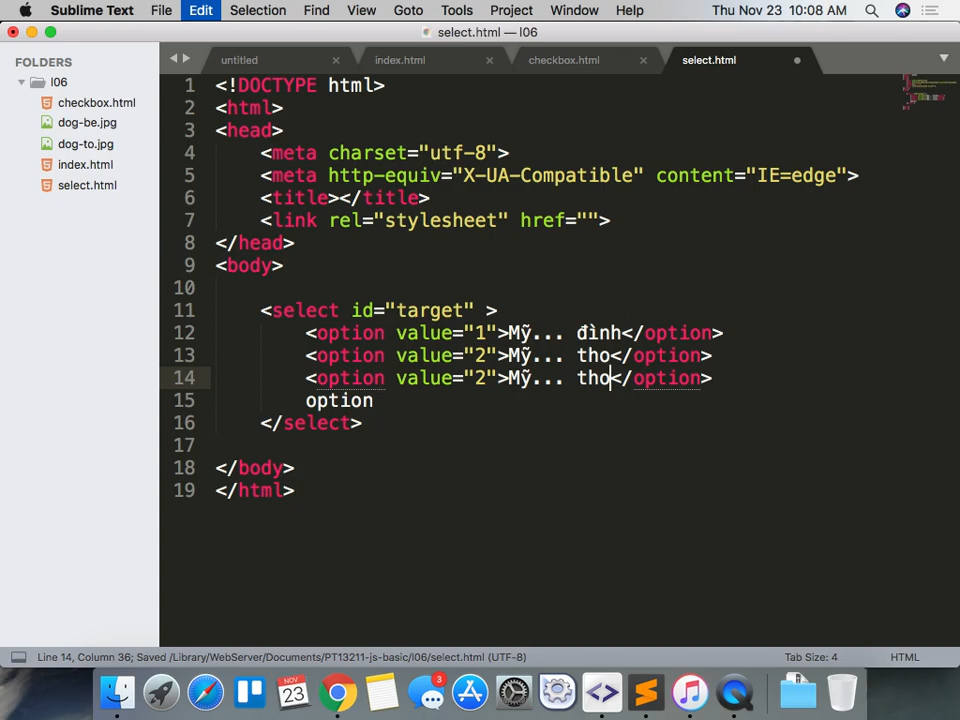 Sublime Text File Edit Selection Find View Goto Tools Project Window Help Thu Nov 23 10:08 AM
select.html — l06
FOLDERS
l06
checkbox.html
dog-be.jpg
dog-to.jpg
index.html
select.html
untitled × index.html × checkbox.html × select.html
1 <!DOCTYPE html>
2 <html>
3 <head>
4 <meta charset="utf-8">
5 <meta http-equiv="X-UA-Compatible" content="IE=edge">
6 <title></title>
7 <link rel="stylesheet" href="">
8 </head>
9 <body>
10
11 <select id="target" >
12 <option value="1">Mỹ... đình</option>
13 <option value="2">Mỹ... tho</option>
14 <option value="2">Mỹ... tho</option>
15 option
16 </select>
17
18 </body>
19 </html>
Line 14, Column 36; Saved /Library/WebServer/Documents/PT13211-js-basic/l06/select.html (UTF-8) Tab Size: 4 HTML
NOV
23
3